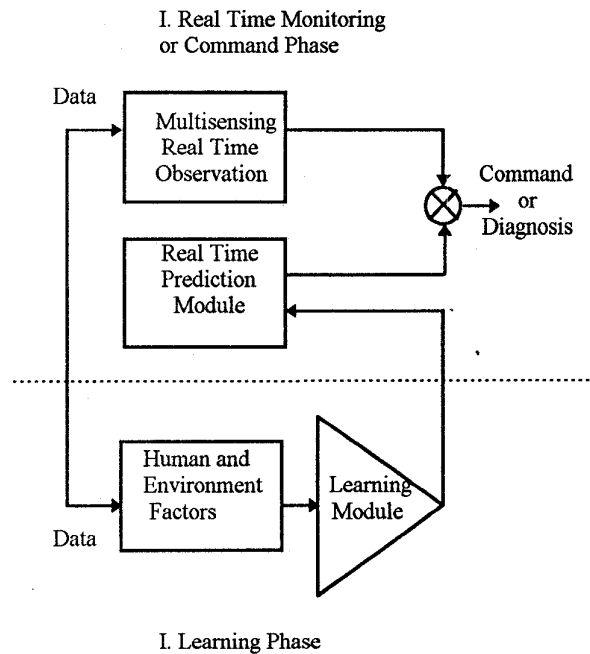 I. Real Time Monitoring
or Command Phase
Data
Multisensing
Real Time
Observation
Command
or
Diagnosis
Real Time
Prediction
Module
Human and
Environment
Factors
Learning
Module
Data
I. Learning Phase